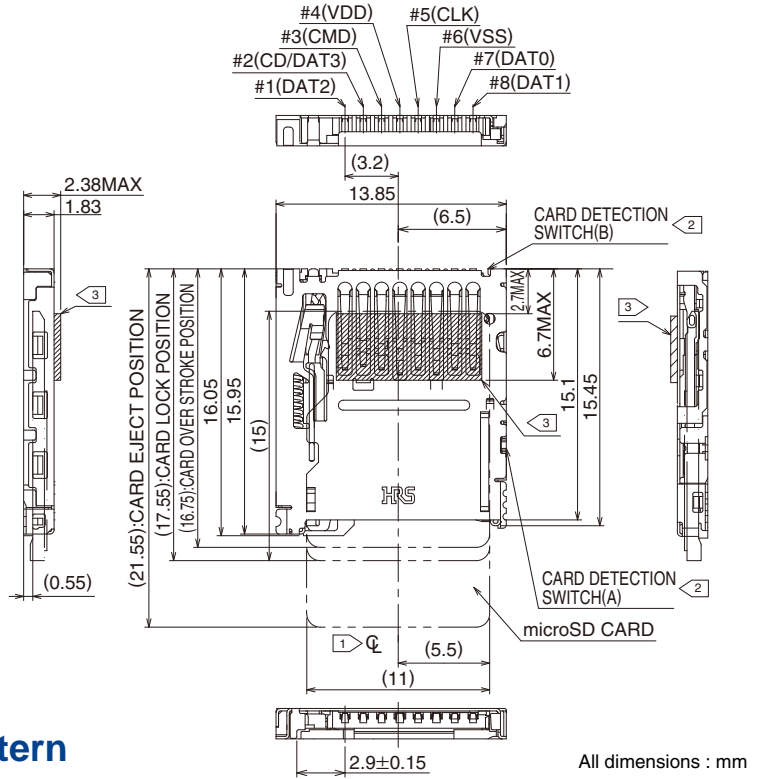 #4(VDD)
#5(CLK)
#3(CMD)
#6(VSS)
#2(CD/DAT3)
#7(DAT0)
#1(DAT2)
#8(DAT1)
(3.2)
2.38MAX
1.83
13.85
(6.5)
CARD DETECTION
SWITCH(B)
2
3
(21.55):CARD EJECT POSITION
(17.55):CARD LOCK POSITION
(16.75):CARD OVER STROKE POSITION
16.05
15.95
(15)
2.7MAX
6.7MAX
15.1
15.45
3
3
HRS
(0.55)
CARD DETECTION
SWITCH(A)
2
microSD CARD
1
(5.5)
(11)
tern
2.9±0.15
All dimensions : mm